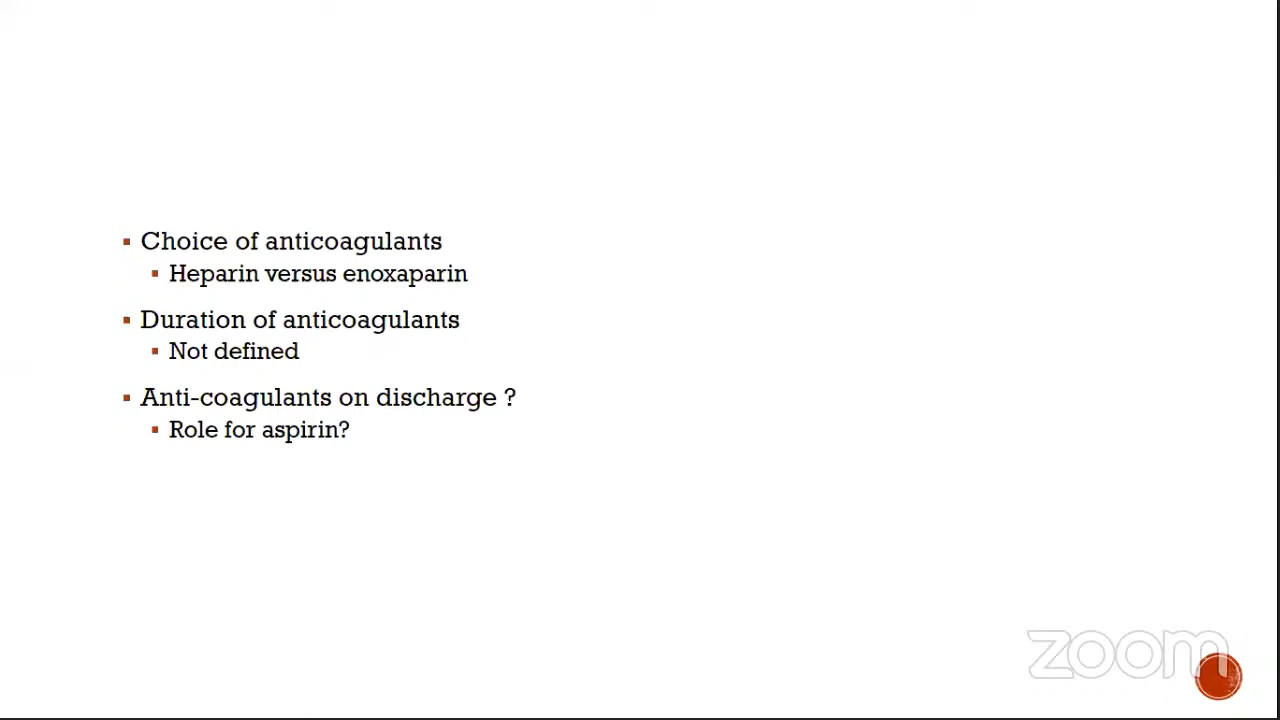 Choice of anticoagulants
Heparin versus enoxaparin
Duration of anticoagulants
Not defined
Anti-coagulants on discharge ?
Role for aspirin?
zoom